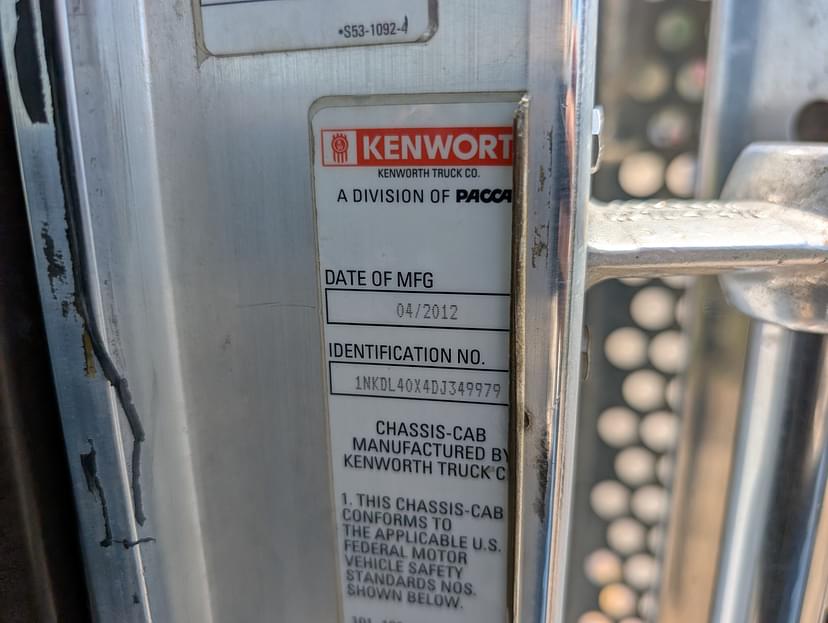 •S53-1092-4
KENWORT
KENWORTH TRUCK CO.
A DIVISION OF PACCA
DATE OF MFG
04/2012
IDENTIFICATION NO.
1NKDL40X4DJ349979
CHASSIS-CAB
MANUFACTURED BY
KENWORTH TRUCK C
1. THIS CHASSIS-CAB
CONFORMS TO
THE APPLICABLE U.S.
FEDERAL MOTOR
VEHICLE SAFETY
STANDARDS NOS.
SHOWN BELOW.